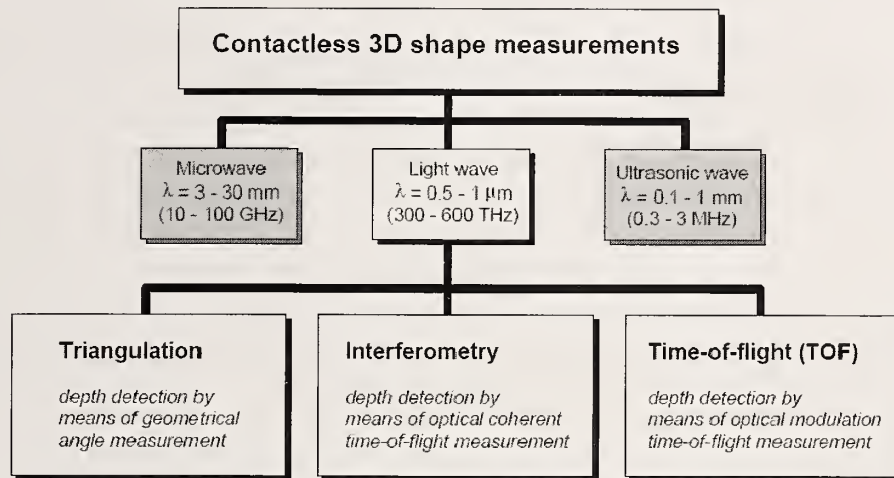 Contactless 3D shape measurements
Microwave
λ = 3 - 30 mm
(10 - 100 GHz)
Light wave
λ = 0.5 - 1 µm
(300 - 600 THz)
Ultrasonic wave
λ = 0.1 - 1 mm
(0.3 - 3 MHz)
Triangulation
depth detection by
means of geometrical
angle measurement
Interferometry
depth detection by
means of optical coherent
time-of-flight measurement
Time-of-flight (TOF)
depth detection by
means of optical modulation
time-of-flight measurement